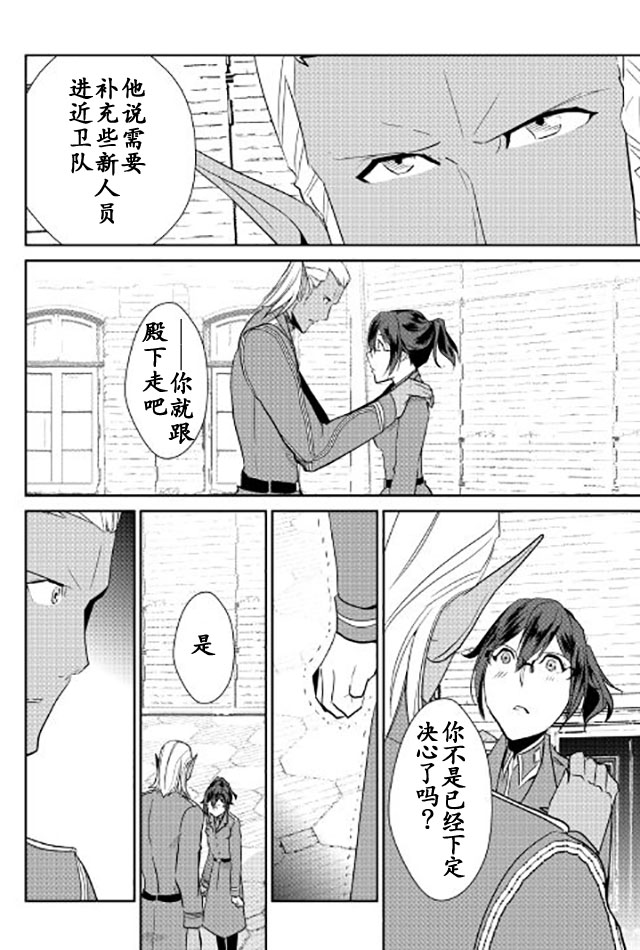 他说需要
补充些新人员
进近卫队
——你就跟
殿下走吧
你不是已经下定
决心了吗？
是